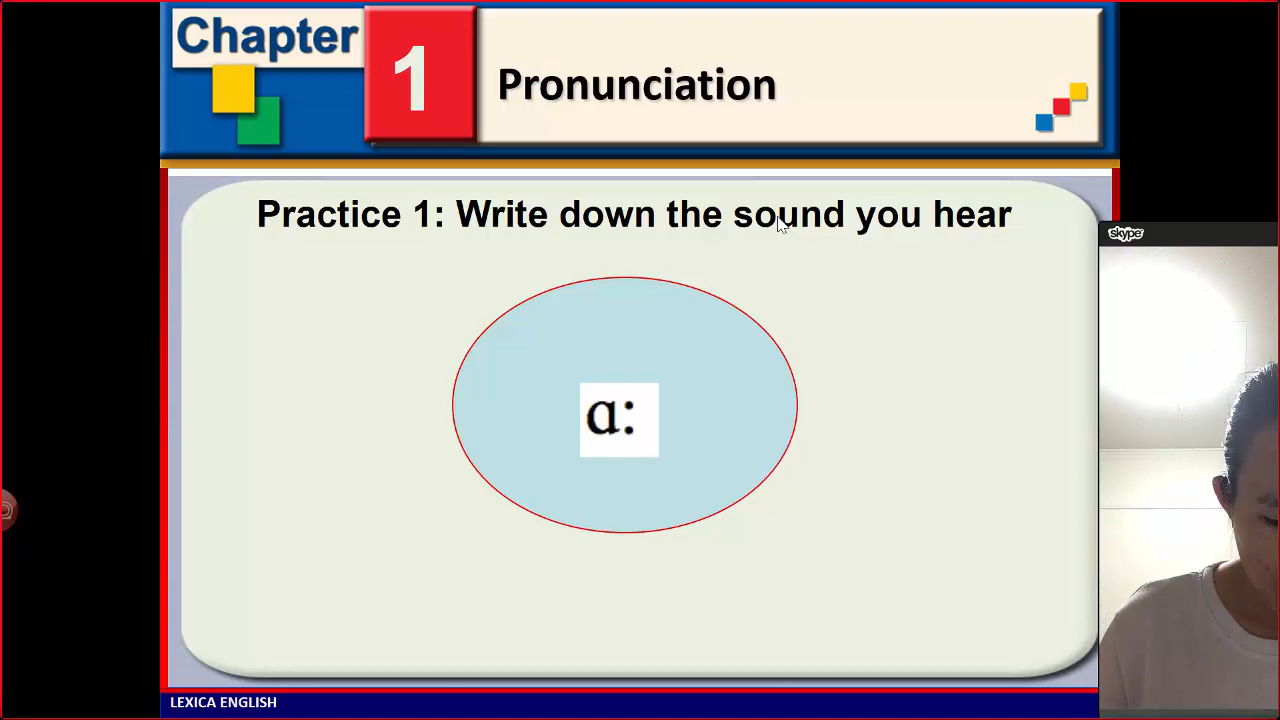 Chapter
1
Pronunciation
Practice 1: Write down the sound you hear
ɑː
skype
LEXICA ENGLISH